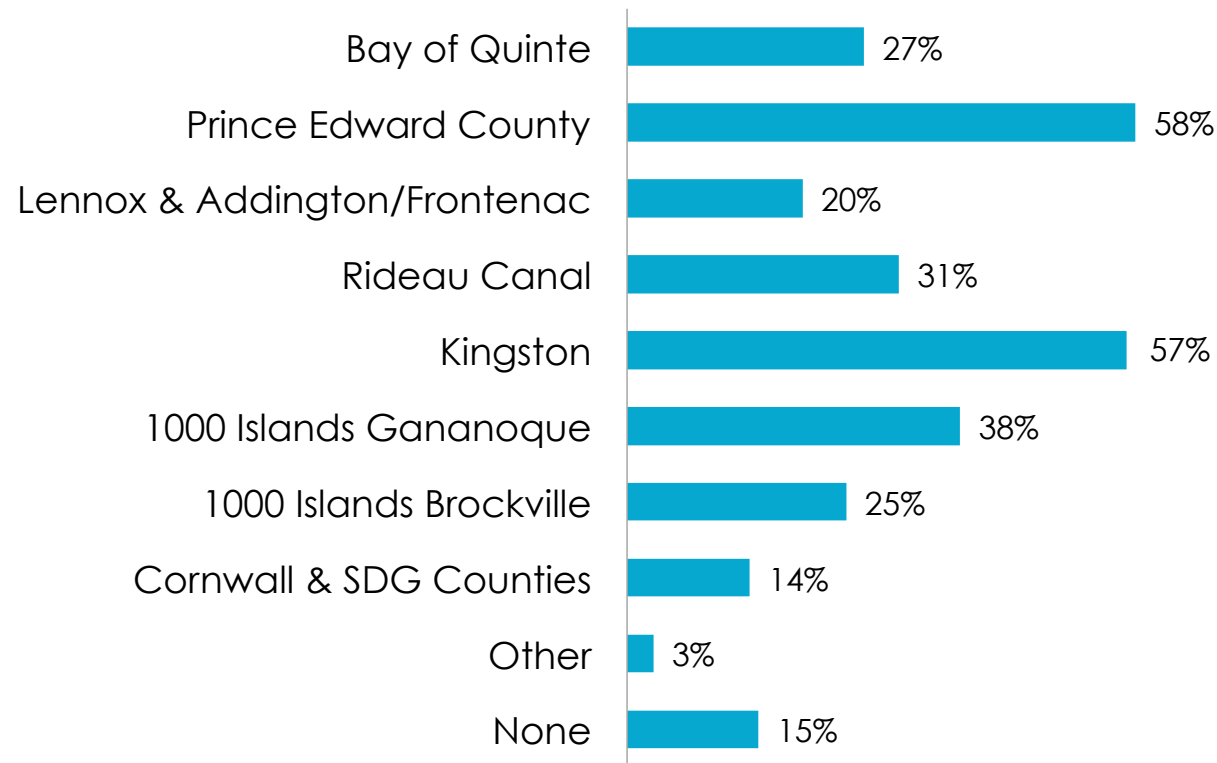 Bay of Quinte 27%
Prince Edward County 58%
Lennox & Addington/Frontenac 20%
Rideau Canal 31%
Kingston 57%
1000 Islands Gananoque 38%
1000 Islands Brockville 25%
Cornwall & SDG Counties 14%
Other 3%
None 15%